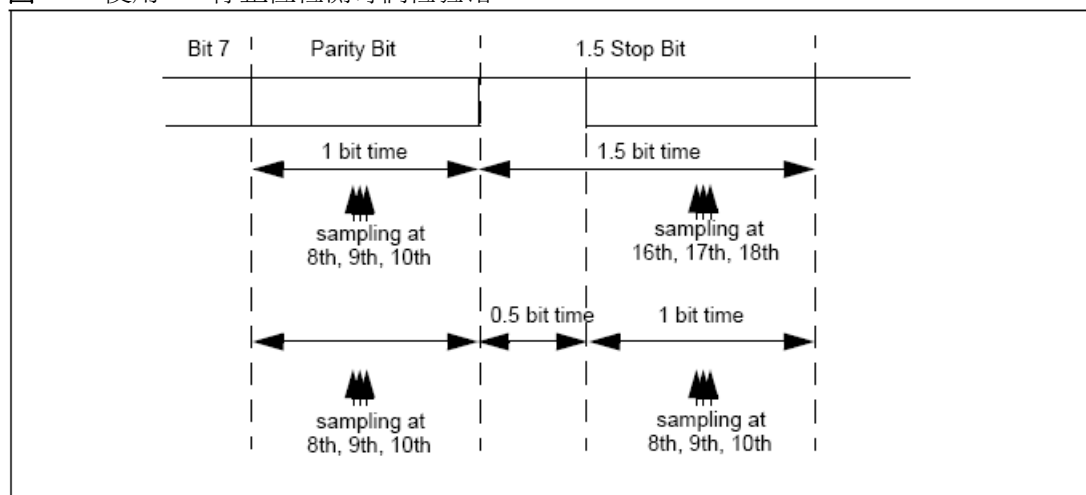 Bit 7 Parity Bit 1.5 Stop Bit
1 bit time 1.5 bit time
sampling at
8th, 9th, 10th
sampling at
16th, 17th, 18th
0.5 bit time 1 bit time
sampling at
8th, 9th, 10th
sampling at
8th, 9th, 10th